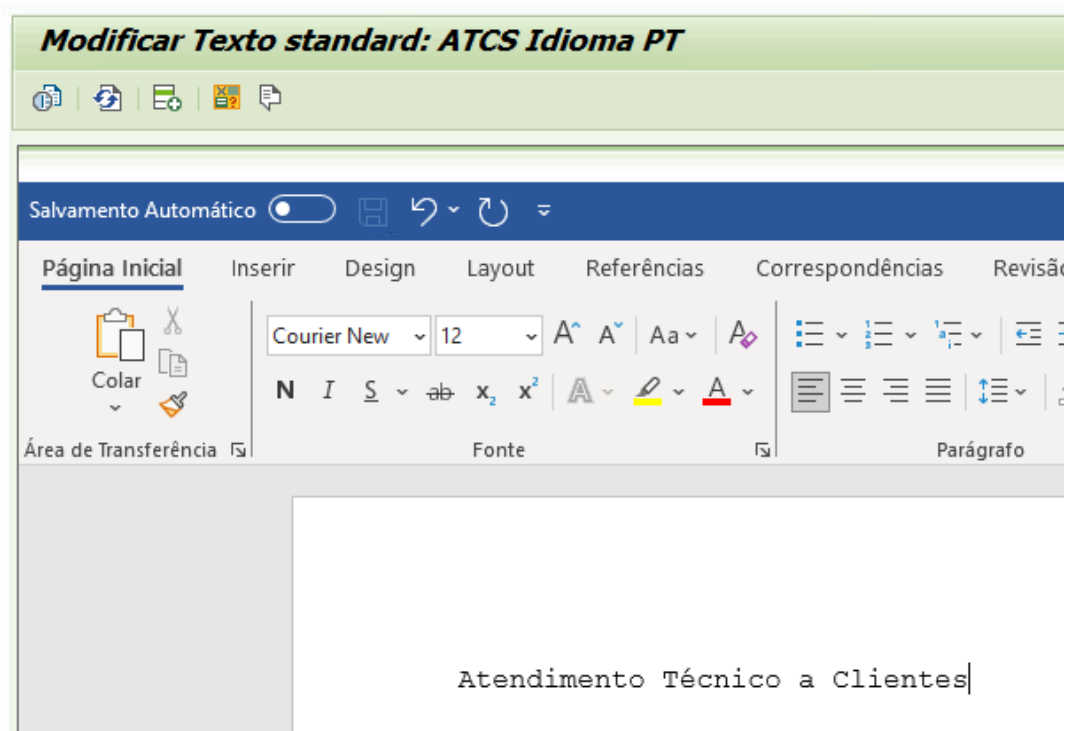 Modificar Texto standard: ATCS Idioma PT
Salvamento Automático
Página Inicial Inserir Design Layout Referências Correspondências Revisão
Courier New 12 A A Aa A
Colar
N I S ab x2 x2 A A
Área de Transferência Fonte Parágrafo
Atendimento Técnico a Clientes